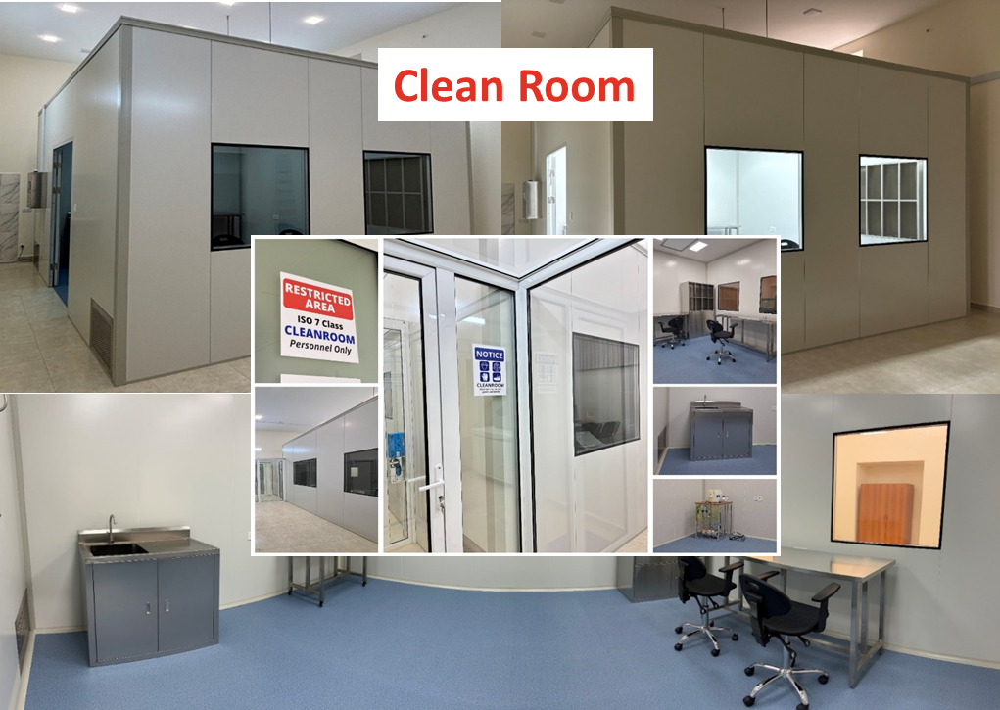 Clean Room
RESTRICTED
AREA
ISO 7 Class
CLEANROOM
Personnel Only
NOTICE
CLEANROOM